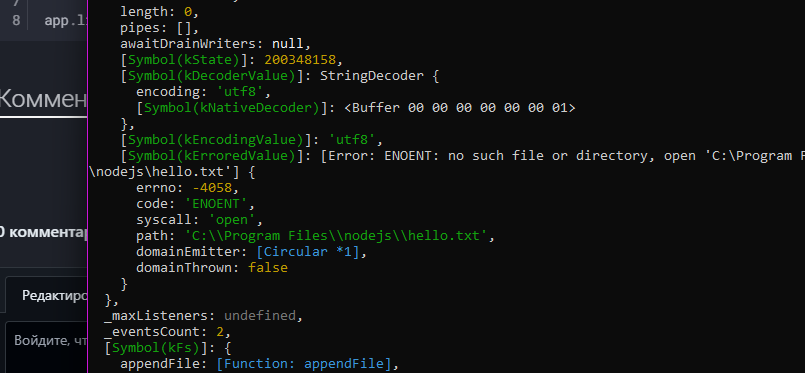 7
8 app.l
Коммен
0 коммента
Редактиро
Войдите, чт
length: 0,
pipes: [],
awaitDrainWriters: null,
[Symbol(kState)]: 200348158,
[Symbol(kDecoderValue)]: StringDecoder {
encoding: 'utf8',
[Symbol(kNativeDecoder)]: <Buffer 00 00 00 00 00 00 01>
},
[Symbol(kEncodingValue)]: 'utf8',
[Symbol(kErroredValue)]: [Error: ENOENT: no such file or directory, open 'C:\Program F
\nodejs\hello.txt'] {
errno: -4058,
code: 'ENOENT',
syscall: 'open',
path: 'C:\\Program Files\\nodejs\\hello.txt',
domainEmitter: [Circular *1],
domainThrown: false
}
},
_maxListeners: undefined,
_eventsCount: 2,
[Symbol(kFs)]: {
appendFile: [Function: appendFile],